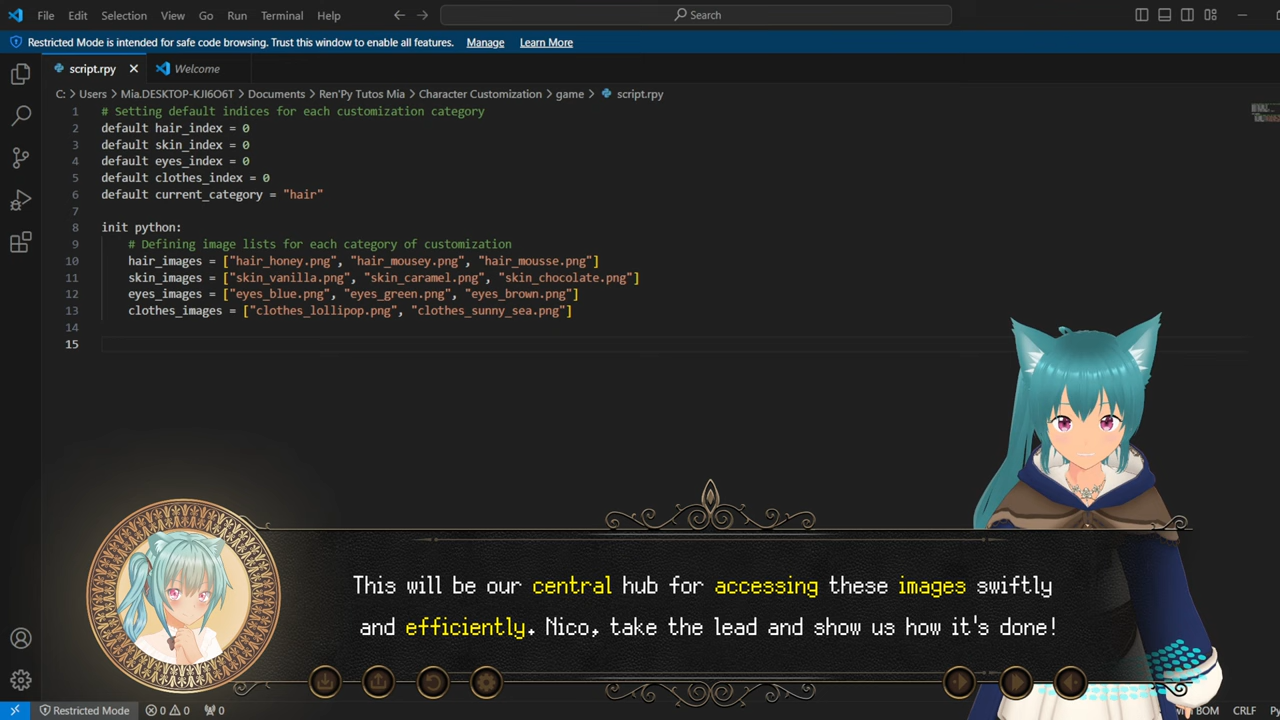 File Edit Selection View Go Run Terminal Help Search
Restricted Mode is intended for safe code browsing. Trust this window to enable all features. Manage Learn More
script.rpy Welcome
C: > Users > Mia.DESKTOP-KJI6O6T > Documents > Ren'Py Tutos Mia > Character Customization > game > script.rpy
1 # Setting default indices for each customization category
2 default hair_index = 0
3 default skin_index = 0
4 default eyes_index = 0
5 default clothes_index = 0
6 default current_category = "hair"
7
8 init python:
9 # Defining image lists for each category of customization
10 hair_images = ["hair_honey.png", "hair_mousey.png", "hair_mousse.png"]
11 skin_images = ["skin_vanilla.png", "skin_caramel.png", "skin_chocolate.png"]
12 eyes_images = ["eyes_blue.png", "eyes_green.png", "eyes_brown.png"]
13 clothes_images = ["clothes_lollipop.png", "clothes_sunny_sea.png"]
14
15
This will be our central hub for accessing these images swiftly
and efficiently. Nico, take the lead and show us how it's done!
Restricted Mode 0 0 0 BOM CRLF